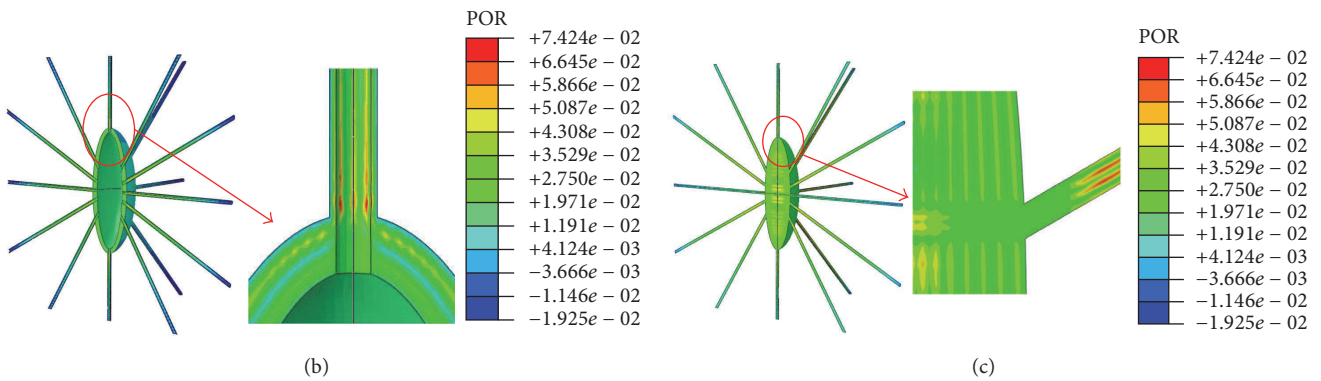 POR
+7.424e − 02
+6.645e − 02
+5.866e − 02
+5.087e − 02
+4.308e − 02
+3.529e − 02
+2.750e − 02
+1.971e − 02
+1.191e − 02
+4.124e − 03
−3.666e − 03
−1.146e − 02
−1.925e − 02
(b)
POR
+7.424e − 02
+6.645e − 02
+5.866e − 02
+5.087e − 02
+4.308e − 02
+3.529e − 02
+2.750e − 02
+1.971e − 02
+1.191e − 02
+4.124e − 03
−3.666e − 03
−1.146e − 02
−1.925e − 02
(c)